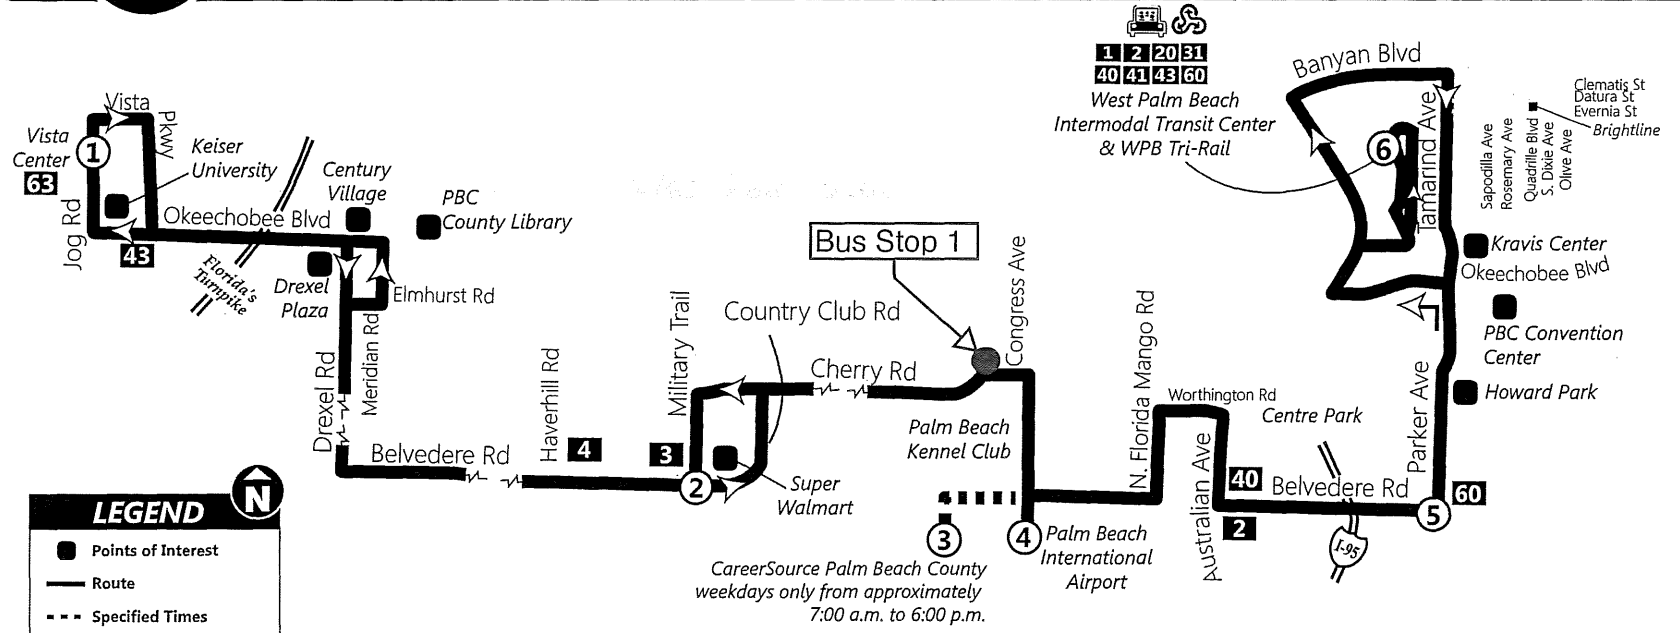 1 2 20 31
40 41 43 60
West Palm Beach
Intermodal Transit Center
& WPB Tri-Rail
Banyan Blvd
6
Tamarind Ave
Clematis St
Datura St
Evernia St
Brightline
Sapodilla Ave
Rosemary Ave
Quadrille Blvd
S. Dixie Ave
Olive Ave
Vista
Pkwy
Vista
Center
1
63
Keiser
University
Jog Rd
Okeechobee Blvd
43
Century
Village
PBC
County Library
Florida's
Turnpike
Drexel
Plaza
Elmhurst Rd
Meridian Rd
Drexel Rd
Bus Stop 1
Congress Ave
Country Club Rd
Military Trail
Cherry Rd
Haverhill Rd
Belvedere Rd
4
3
2
Super
Walmart
Palm Beach
Kennel Club
N. Florida Mango Rd
Worthington Rd
Centre Park
Australian Ave
40
2
Belvedere Rd
I-95
Parker Ave
60
5
Kravis Center
Okeechobee Blvd
PBC Convention
Center
Howard Park
3
4
Palm Beach
International
Airport
CareerSource Palm Beach County
weekdays only from approximately
7:00 a.m. to 6:00 p.m.
N
LEGEND
Points of Interest
Route
Specified Times